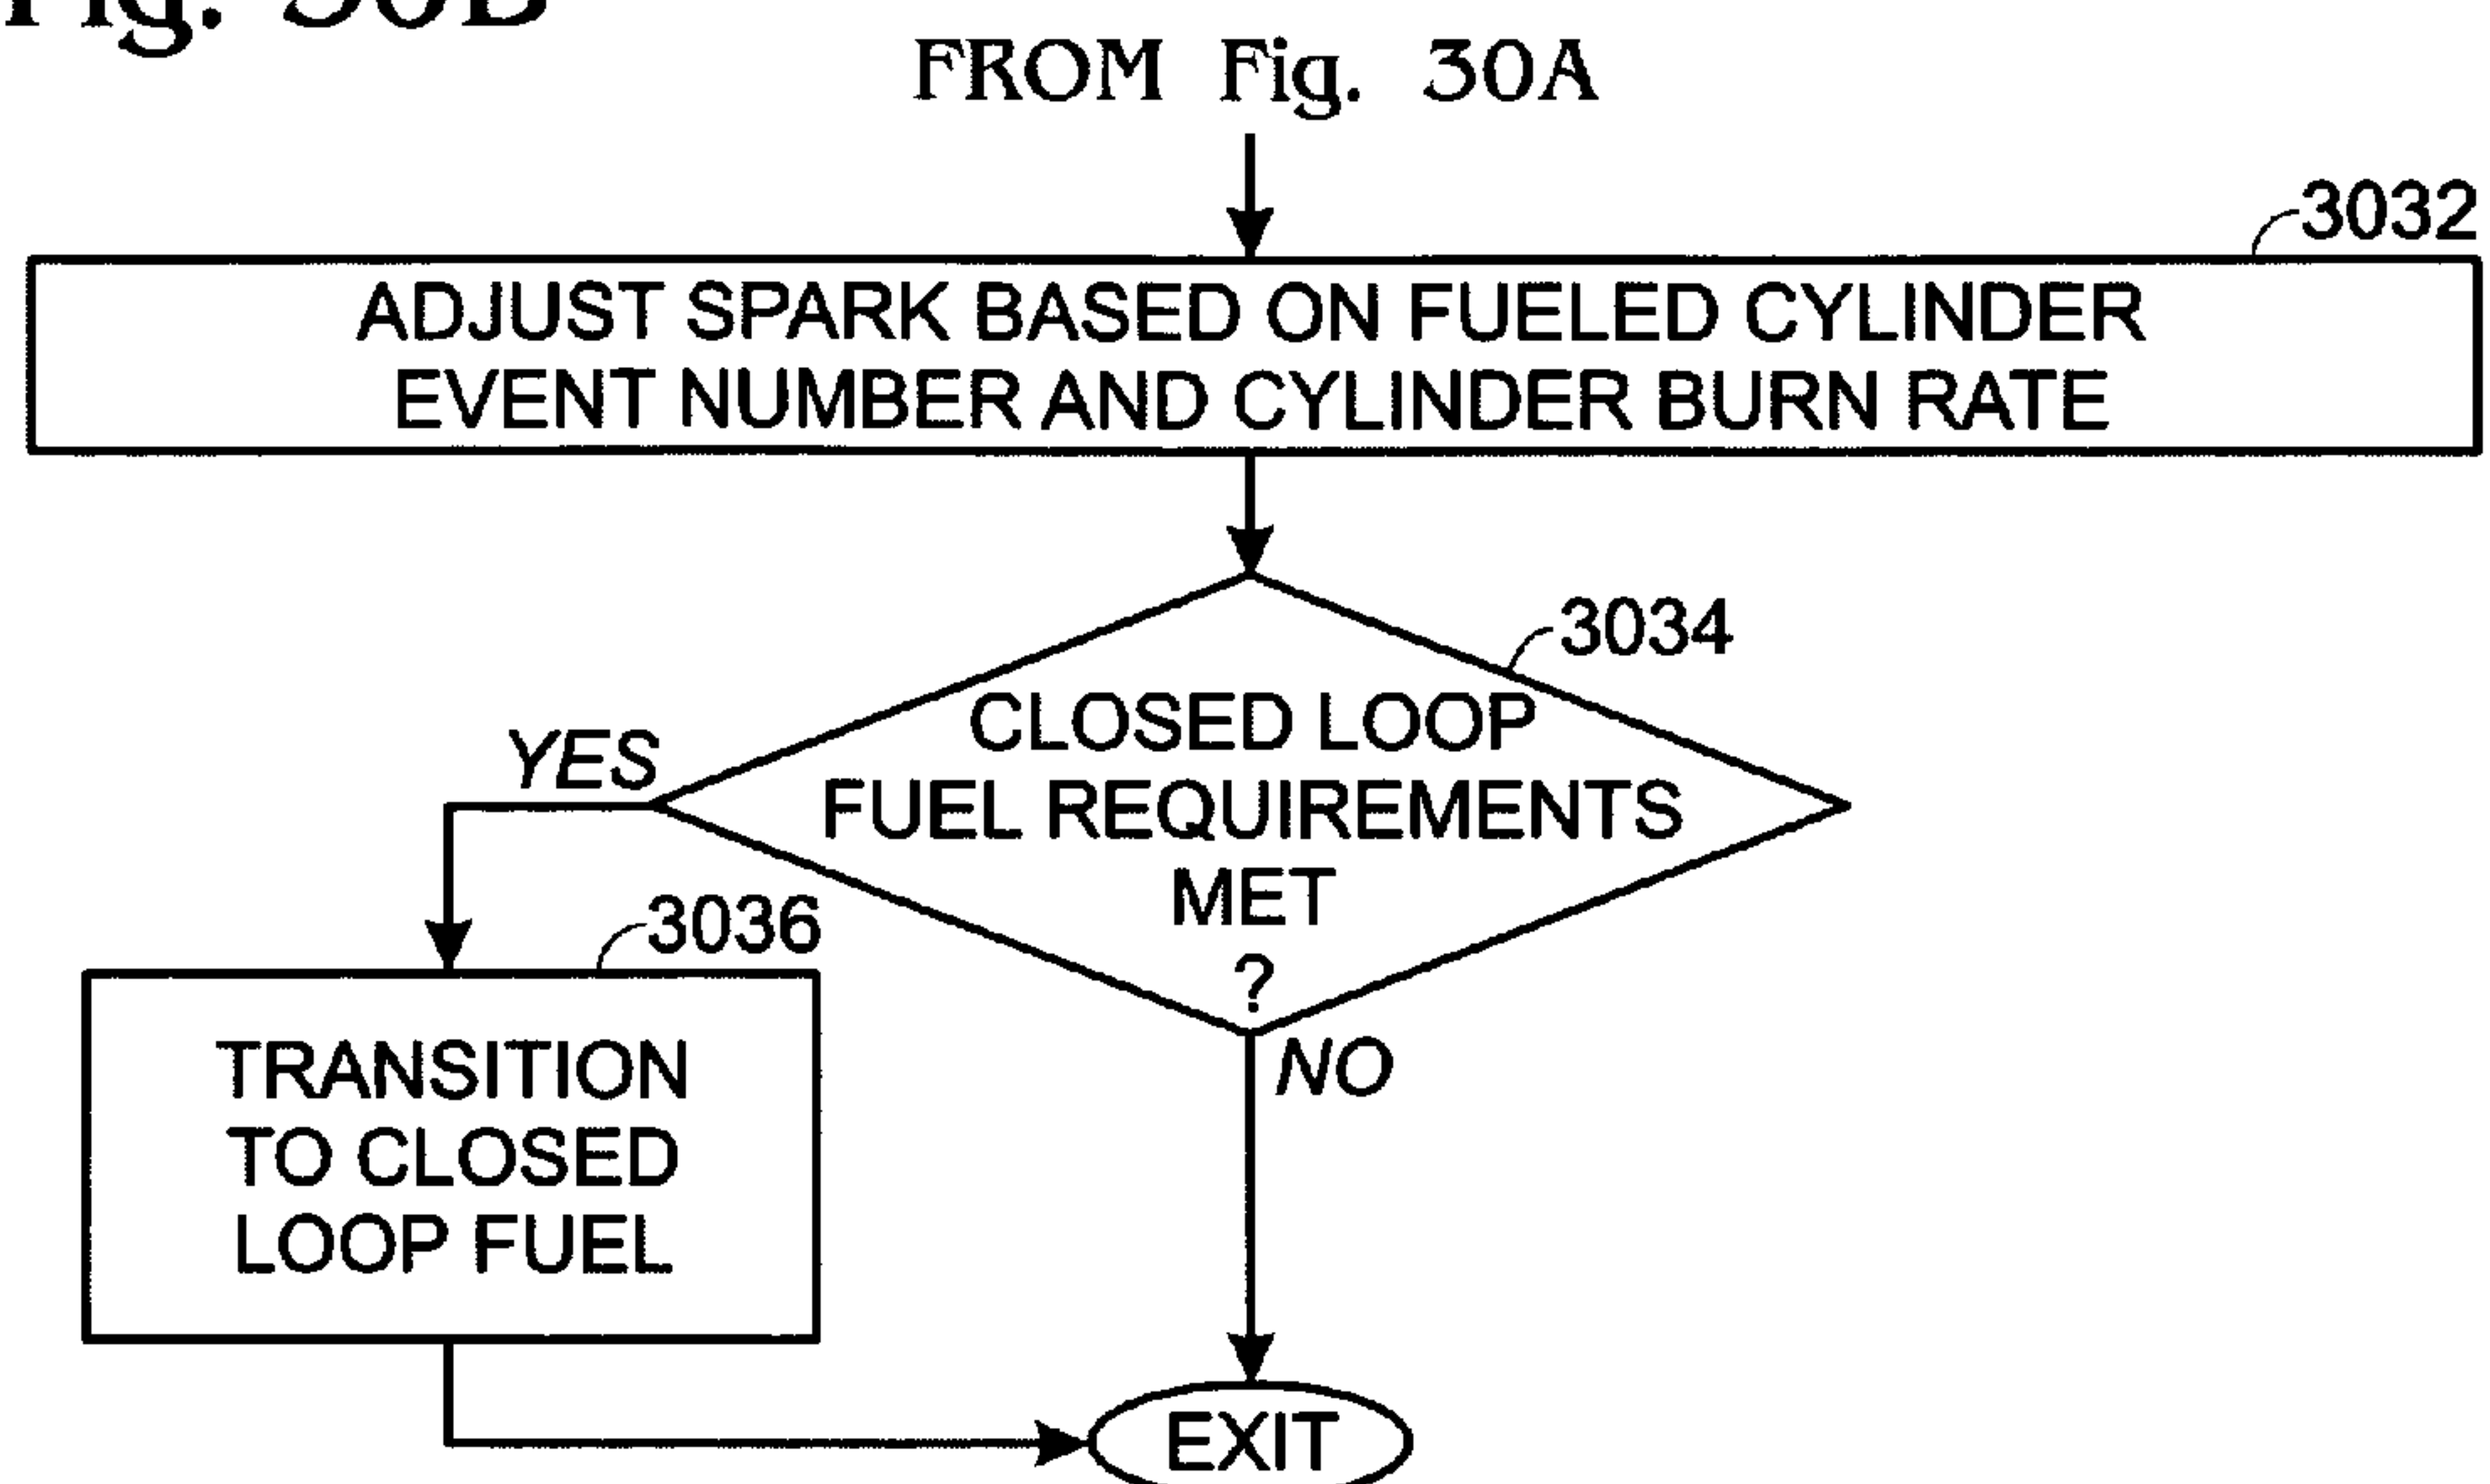 Fig. 30B
FROM Fig. 30A
3032
ADJUST SPARK BASED ON FUELED CYLINDER
EVENT NUMBER AND CYLINDER BURN RATE
3034
CLOSED LOOP
FUEL REQUIREMENTS
MET
?
YES
NO
3036
TRANSITION
TO CLOSED
LOOP FUEL
EXIT